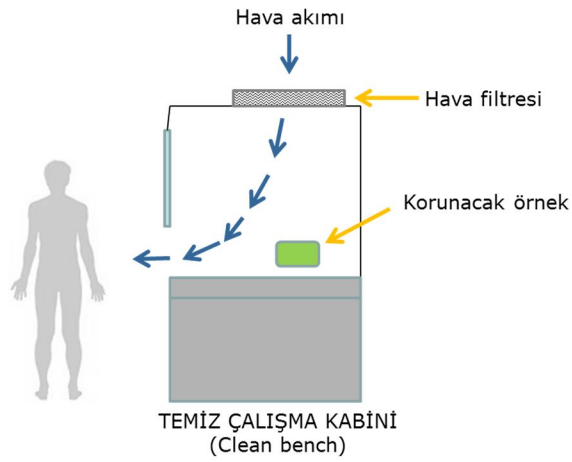 Hava akımı
Hava filtresi
Korunacak örnek
TEMİZ ÇALIŞMA KABİNİ
(Clean bench)